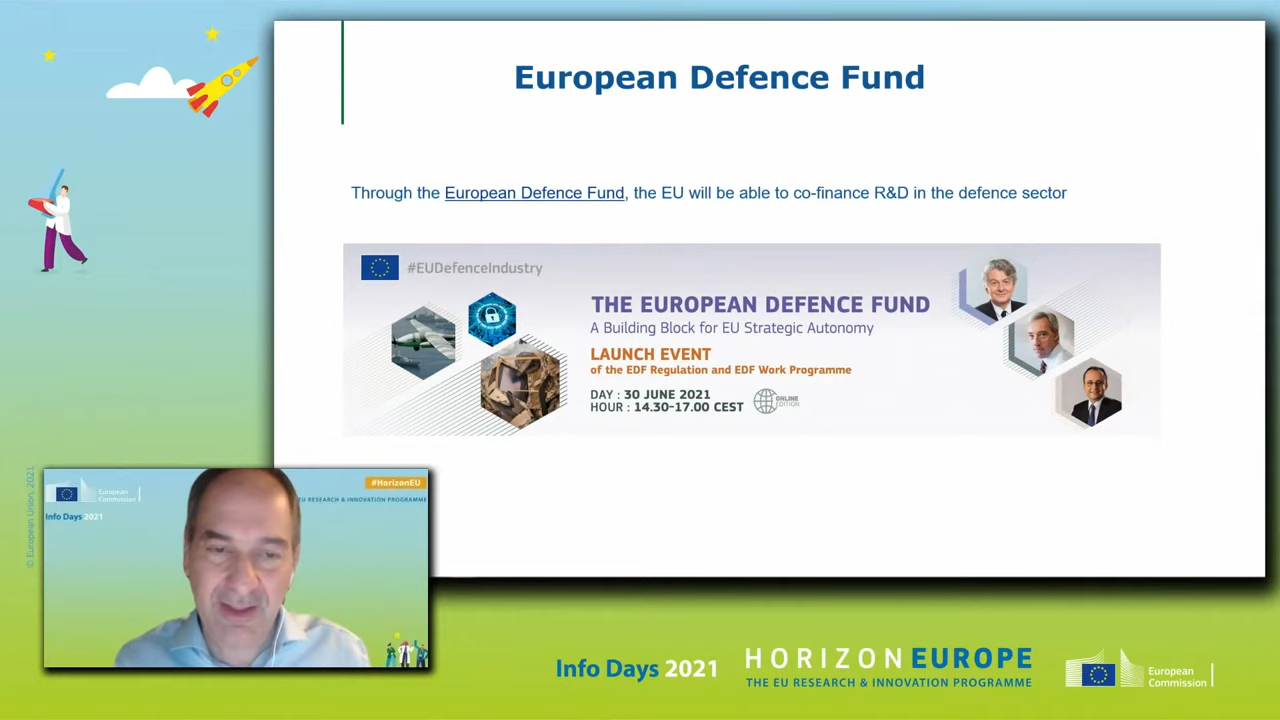 European Defence Fund
Through the European Defence Fund, the EU will be able to co-finance R&D in the defence sector
#EUDefenceIndustry
THE EUROPEAN DEFENCE FUND
A Building Block for EU Strategic Autonomy
LAUNCH EVENT
of the EDF Regulation and EDF Work Programme
DAY : 30 JUNE 2021
HOUR : 14.30-17.00 CEST
ONLINE
EDITION
© European Union, 2021
European
Commission
#HorizonEU
EU RESEARCH & INNOVATION PROGRAMME
Info Days 2021
Info Days 2021
HORIZON EUROPE
THE EU RESEARCH & INNOVATION PROGRAMME
European
Commission